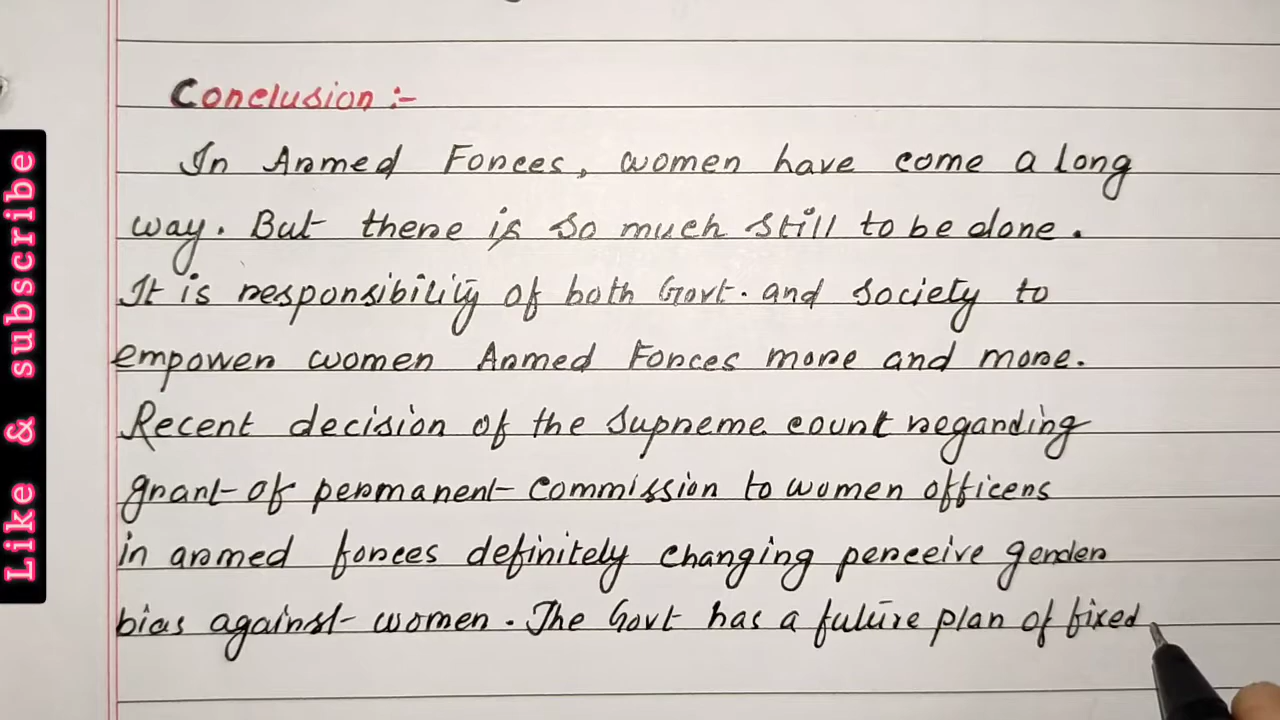 Conclusion :-
In Armed Forces, women have come a long
way. But there is so much still to be done.
It is responsibility of both Govt. and society to
empower women Armed Forces more and more.
Recent decision of the Supreme court regarding
grant of permanent commission to women officers
in armed forces definitely changing perceive gender
bias against women. The Govt has a future plan of fixed
Like & subscribe